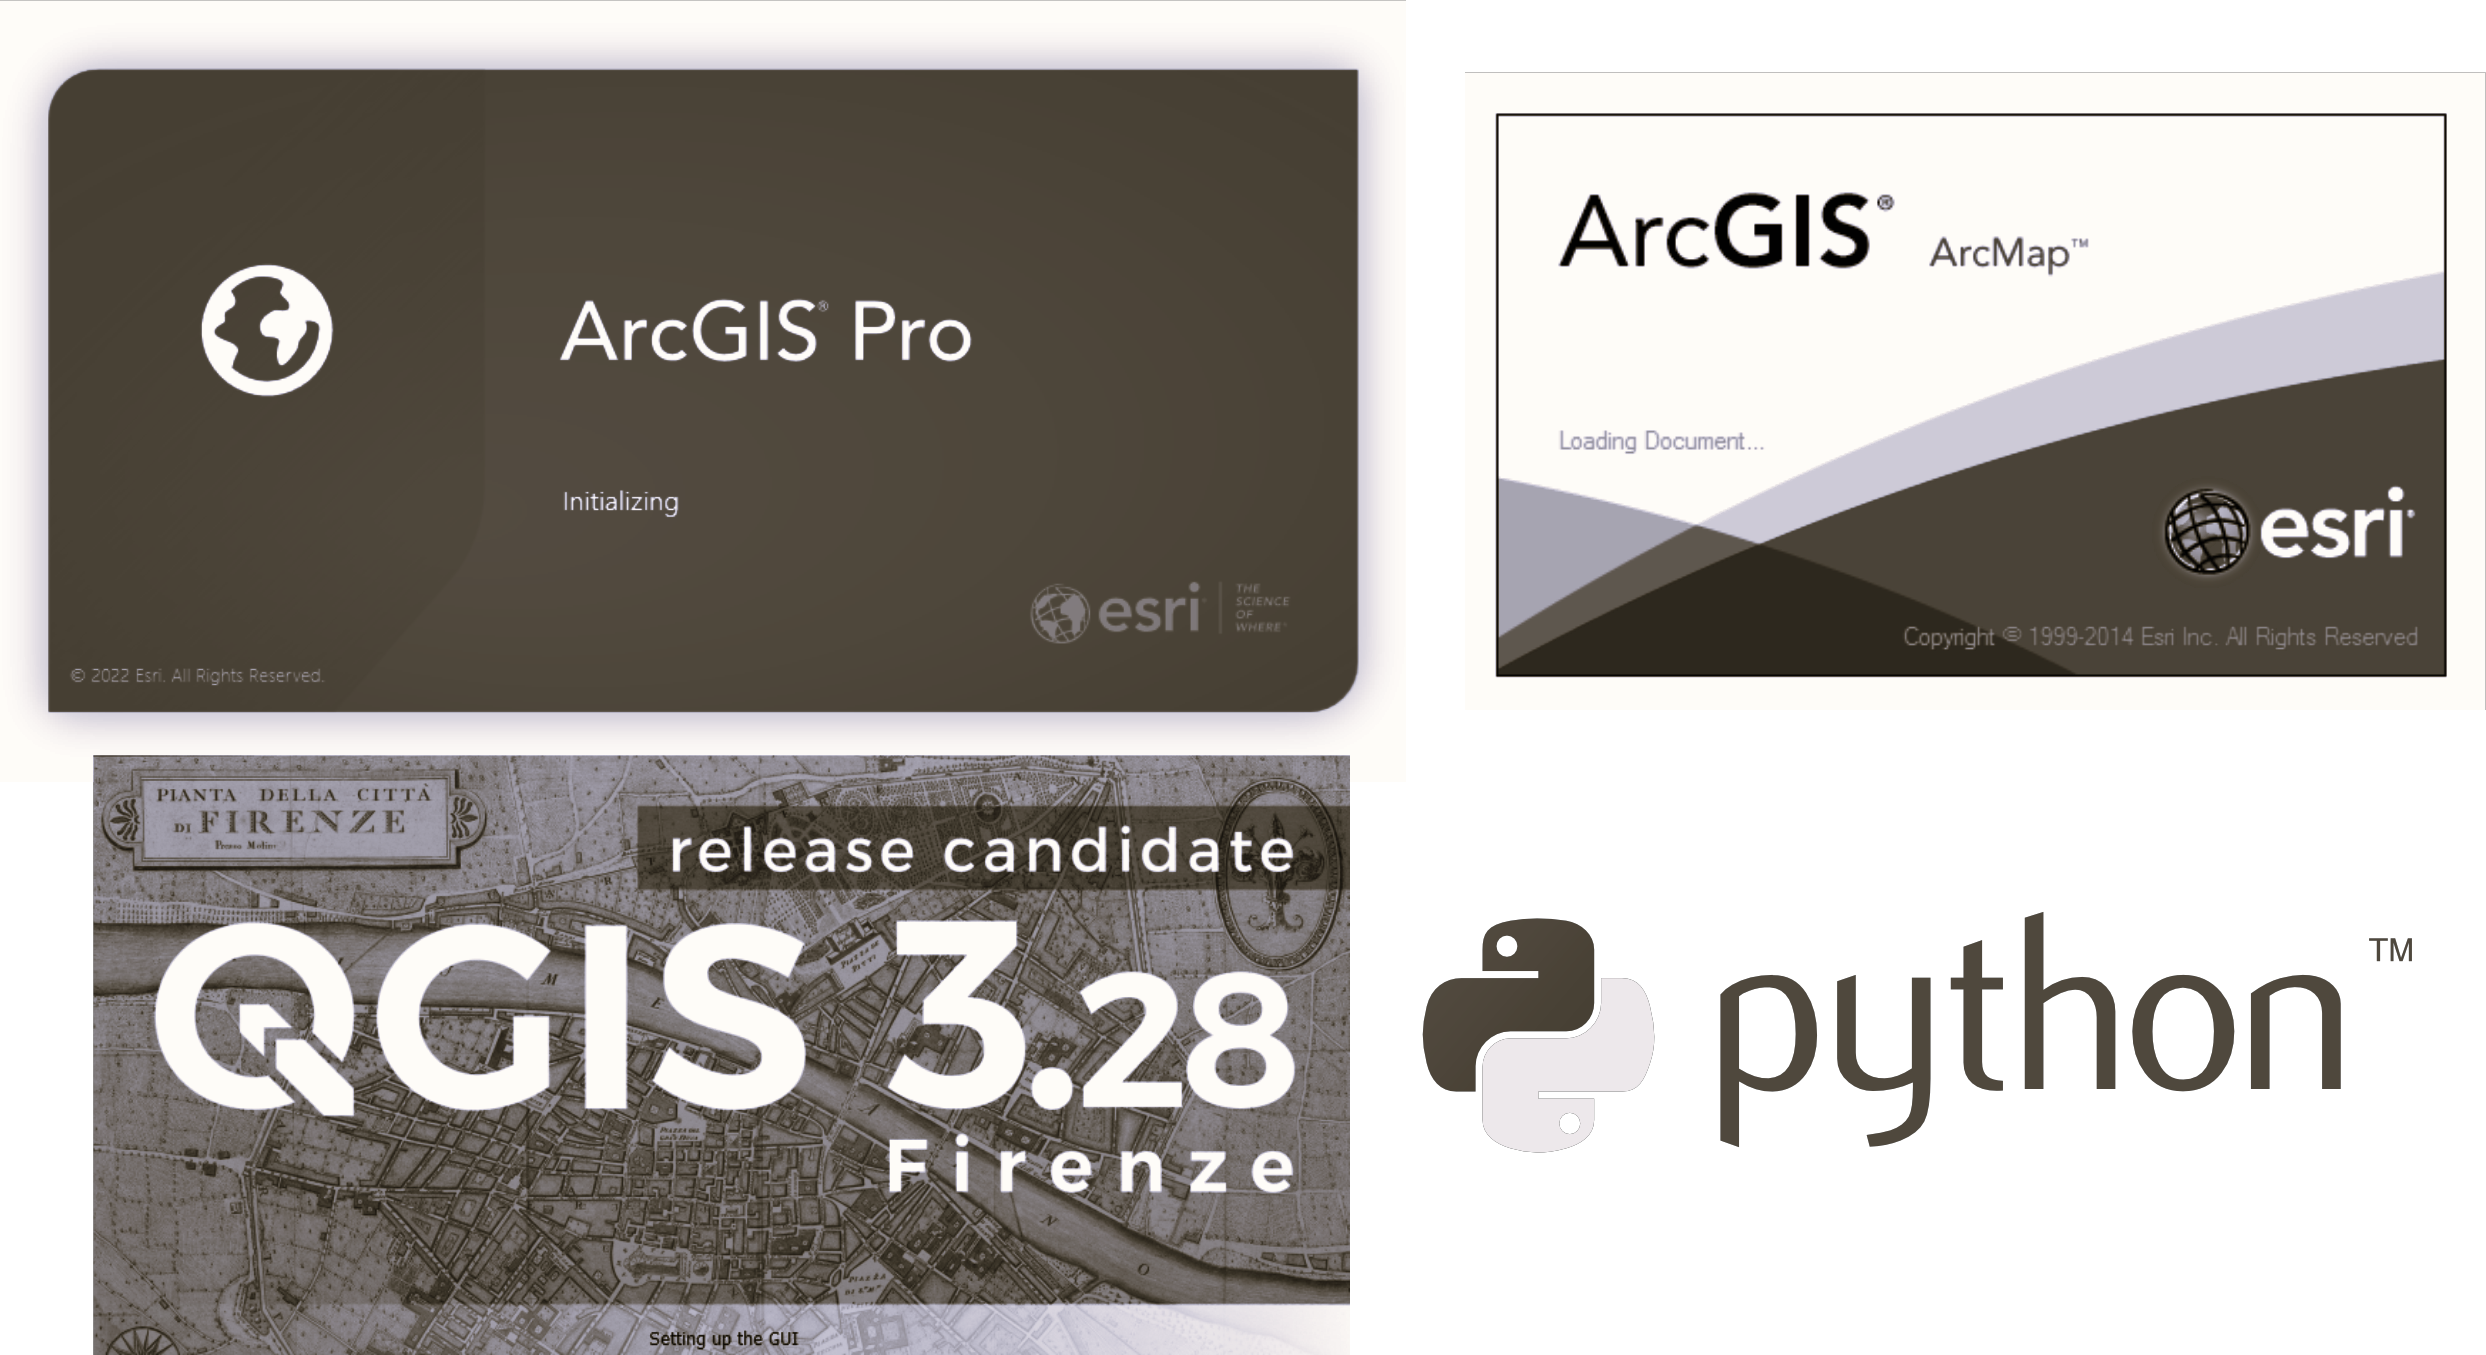 ArcGIS® Pro
Initializing
esri
THE
SCIENCE
OF
WHERE
© 2022 Esri. All Rights Reserved.
ArcGIS® ArcMap™
Loading Document...
esri
Copyright © 1999-2014 Esri Inc. All Rights Reserved
PIANTA DELLA CITTÀ
DI FIRENZE
release candidate
QGIS 3.28
Firenze
Setting up the GUI
python™